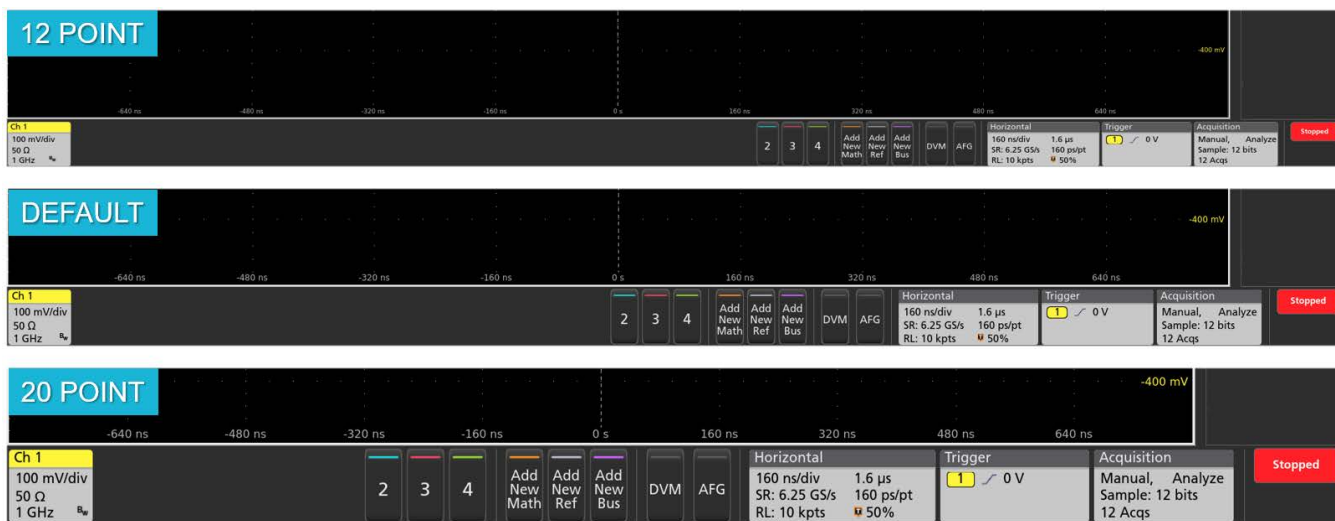 12 POINT
-400 mV
-640 ns -480 ns -320 ns -160 ns 0 s 160 ns 320 ns 480 ns 640 ns
Ch 1
100 mV/div
50 Ω
1 GHz Bw
2 3 4
Add New Math
Add New Ref
Add New Bus
DVM AFG
Horizontal
160 ns/div 1.6 µs
SR: 6.25 GS/s 160 ps/pt
RL: 10 kpts 50%
Trigger
1 0 V
Acquisition
Manual, Analyze
Sample: 12 bits
12 Acqs
Stopped
DEFAULT
-400 mV
-640 ns -480 ns -320 ns -160 ns 0 s 160 ns 320 ns 480 ns 640 ns
Ch 1
100 mV/div
50 Ω
1 GHz Bw
2 3 4
Add New Math
Add New Ref
Add New Bus
DVM AFG
Horizontal
160 ns/div 1.6 µs
SR: 6.25 GS/s 160 ps/pt
RL: 10 kpts 50%
Trigger
1 0 V
Acquisition
Manual, Analyze
Sample: 12 bits
12 Acqs
Stopped
20 POINT
-400 mV
-640 ns -480 ns -320 ns -160 ns 0 s 160 ns 320 ns 480 ns 640 ns
Ch 1
100 mV/div
50 Ω
1 GHz Bw
2 3 4
Add New Math
Add New Ref
Add New Bus
DVM AFG
Horizontal
160 ns/div 1.6 µs
SR: 6.25 GS/s 160 ps/pt
RL: 10 kpts 50%
Trigger
1 0 V
Acquisition
Manual, Analyze
Sample: 12 bits
12 Acqs
Stopped